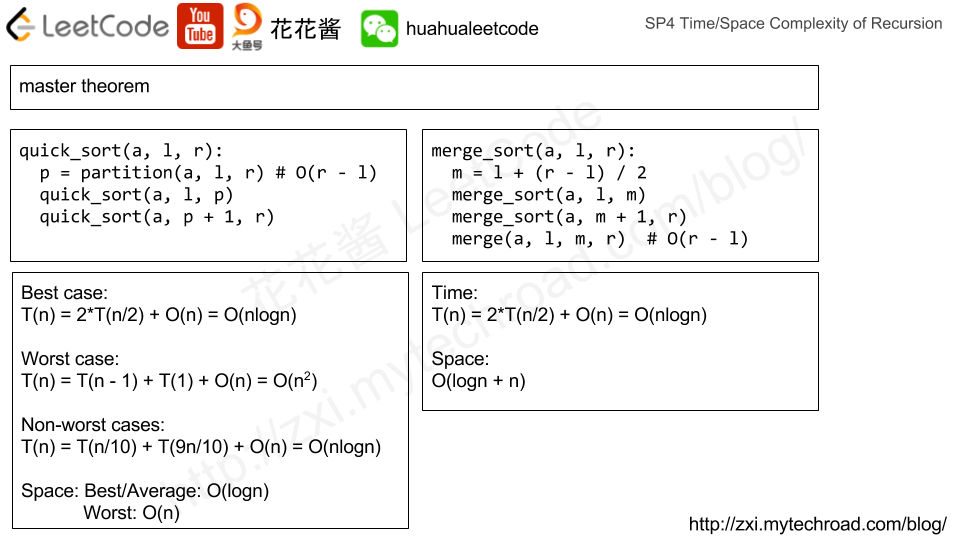 LeetCode You Tube 大鱼号 花花酱 huahualeetcode SP4 Time/Space Complexity of Recursion
master theorem
quick_sort(a, l, r):
p = partition(a, l, r) # O(r - l)
quick_sort(a, l, p)
quick_sort(a, p + 1, r)
merge_sort(a, l, r):
m = l + (r - l) / 2
merge_sort(a, l, m)
merge_sort(a, m + 1, r)
merge(a, l, m, r) # O(r - l)
Best case:
T(n) = 2*T(n/2) + O(n) = O(nlogn)
Worst case:
T(n) = T(n - 1) + T(1) + O(n) = O(n²)
Non-worst cases:
T(n) = T(n/10) + T(9n/10) + O(n) = O(nlogn)
Space: Best/Average: O(logn)
Worst: O(n)
Time:
T(n) = 2*T(n/2) + O(n) = O(nlogn)
Space:
O(logn + n)
花花酱 LeetCode
http://zxi.mytechroad.com/blog/
http://zxi.mytechroad.com/blog/